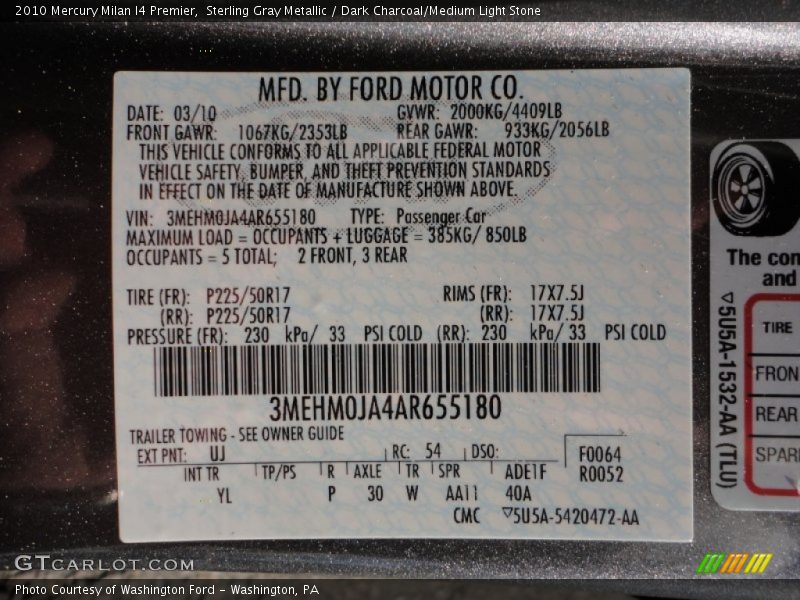 2010 Mercury Milan I4 Premier,  Sterling Gray Metallic / Dark Charcoal/Medium Light Stone
MFD. BY FORD MOTOR CO.
DATE: 03/10 GVWR: 2000KG/4409LB
FRONT GAWR: 1067KG/2353LB REAR GAWR: 933KG/2056LB
THIS VEHICLE CONFORMS TO ALL APPLICABLE FEDERAL MOTOR
VEHICLE SAFETY, BUMPER, AND THEFT PREVENTION STANDARDS
IN EFFECT ON THE DATE OF MANUFACTURE SHOWN ABOVE.
VIN: 3MEHM0JA4AR655180 TYPE: Passenger Car
MAXIMUM LOAD = OCCUPANTS + LUGGAGE = 385KG/ 850LB
OCCUPANTS = 5 TOTAL; 2 FRONT, 3 REAR
TIRE (FR): P225/50R17 RIMS (FR): 17X7.5J
(RR): P225/50R17 (RR): 17X7.5J
PRESSURE (FR): 230 kPa/ 33 PSI COLD (RR): 230 kPa/ 33 PSI COLD
3MEHM0JA4AR655180
TRAILER TOWING - SEE OWNER GUIDE
EXT PNT: UJ RC: 54 DSO: F0064
INT TR TP/PS R AXLE TR SPR ADE1F R0052
YL P 30 W AA11 40A
CMC ▽5U5A-5420472-AA
The con
and
TIRE
FRON
REAR
SPAR
▽5U5A-1532-AA (TLU)
GTCARLOT.COM
Photo Courtesy of Washington Ford - Washington, PA